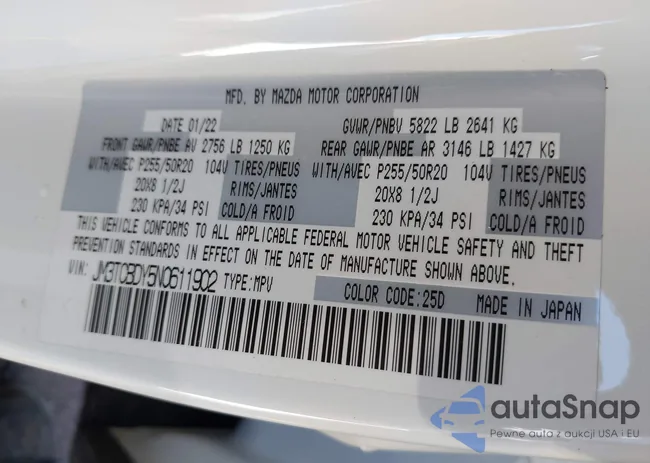 MFD. BY MAZDA MOTOR CORPORATION
DATE 01/22 GVWR/PNBV 5822 LB 2641 KG
FRONT GAWR/PNBE AV 2756 LB 1250 KG REAR GAWR/PNBE AR 3146 LB 1427 KG
WITH/AVEC P255/50R20 104V TIRES/PNEUS WITH/AVEC P255/50R20 104V TIRES/PNEUS
20X8 1/2J RIMS/JANTES 20X8 1/2J RIMS/JANTES
230 KPA/34 PSI COLD/A FROID 230 KPA/34 PSI COLD/A FROID
THIS VEHICLE CONFORMS TO ALL APPLICABLE FEDERAL MOTOR VEHICLE SAFETY AND THEFT
PREVENTION STANDARDS IN EFFECT ON THE DATE OF MANUFACTURE SHOWN ABOVE.
VIN: JM3TCBDY5N0611902 TYPE:MPV COLOR CODE:25D MADE IN JAPAN
autaSnap
Pewne auta z aukcji USA i EU